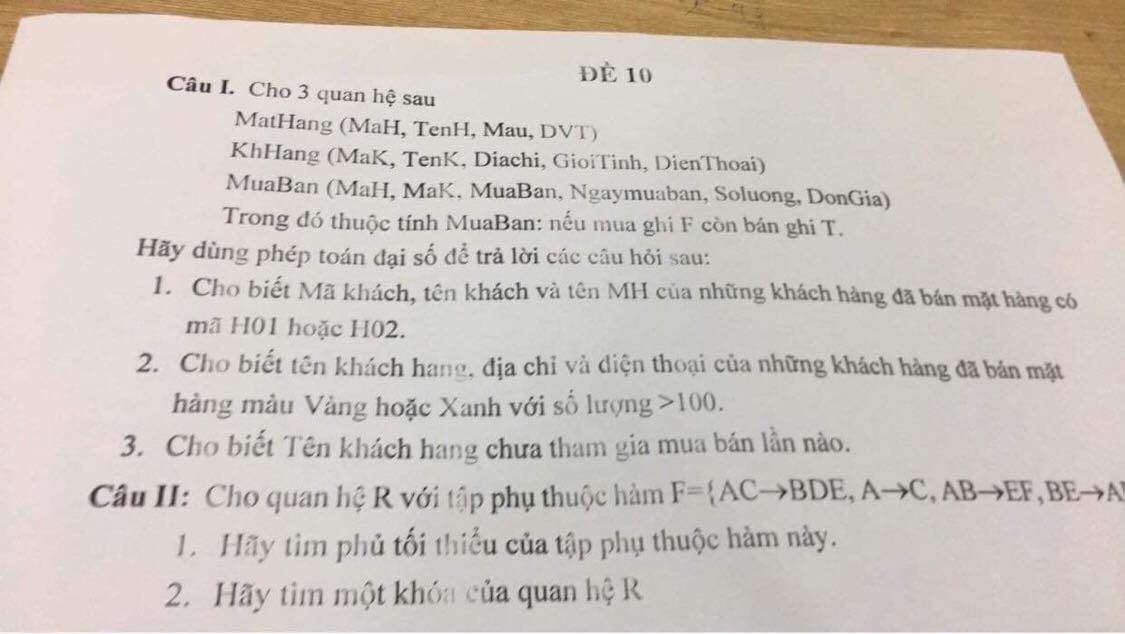 ĐỀ 10
Câu I. Cho 3 quan hệ sau
MatHang (MaH, TenH, Mau, DVT)
KhHang (MaK, TenK, Diachi, GioiTinh, DienThoai)
MuaBan (MaH, MaK, MuaBan, Ngaymuaban, Soluong, DonGia)
Trong đó thuộc tính MuaBan: nếu mua ghi F còn bán ghi T.
Hãy dùng phép toán đại số để trả lời các câu hỏi sau:
1. Cho biết Mã khách, tên khách và tên MH của những khách hàng đã bán mặt hàng có
mã H01 hoặc H02.
2. Cho biết tên khách hang, địa chỉ và điện thoại của những khách hàng đã bán mặt
hàng màu Vàng hoặc Xanh với số lượng >100.
3. Cho biết Tên khách hang chưa tham gia mua bán lần nào.
Câu II: Cho quan hệ R với tập phụ thuộc hàm F={AC→BDE, A→C, AB→EF, BE→A
1. Hãy tìm phủ tối thiểu của tập phụ thuộc hàm này.
2. Hãy tìm một khóa của quan hệ R